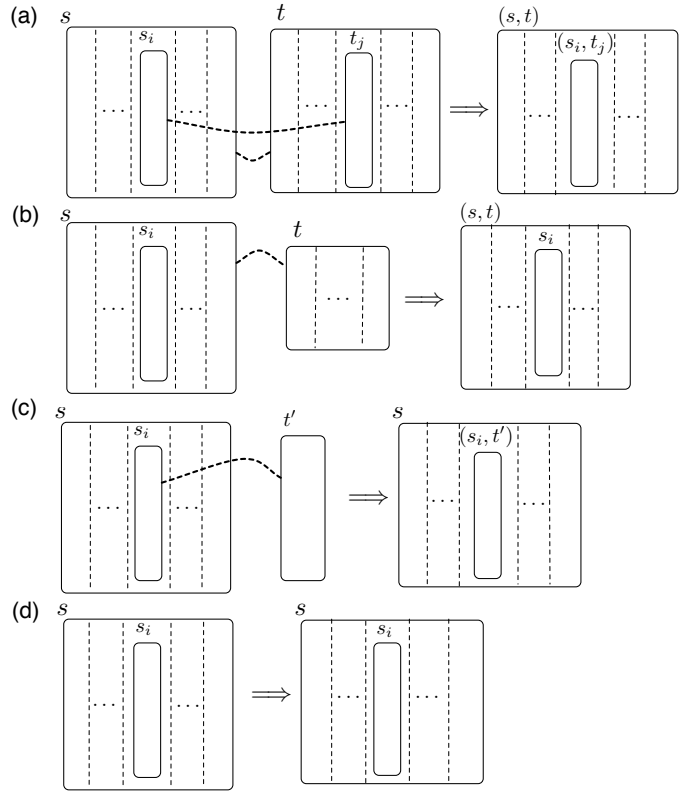 (a) s t (s, t)
s_i t_j (s_i, t_j)
... ... ... ... ⟹ ... ...
(b) s t (s, t)
s_i s_i
... ... ⟹ ... ...
(c) s t′ s
s_i (s_i, t′)
... ... ⟹ ... ...
(d) s s
s_i s_i
... ... ⟹ ... ...